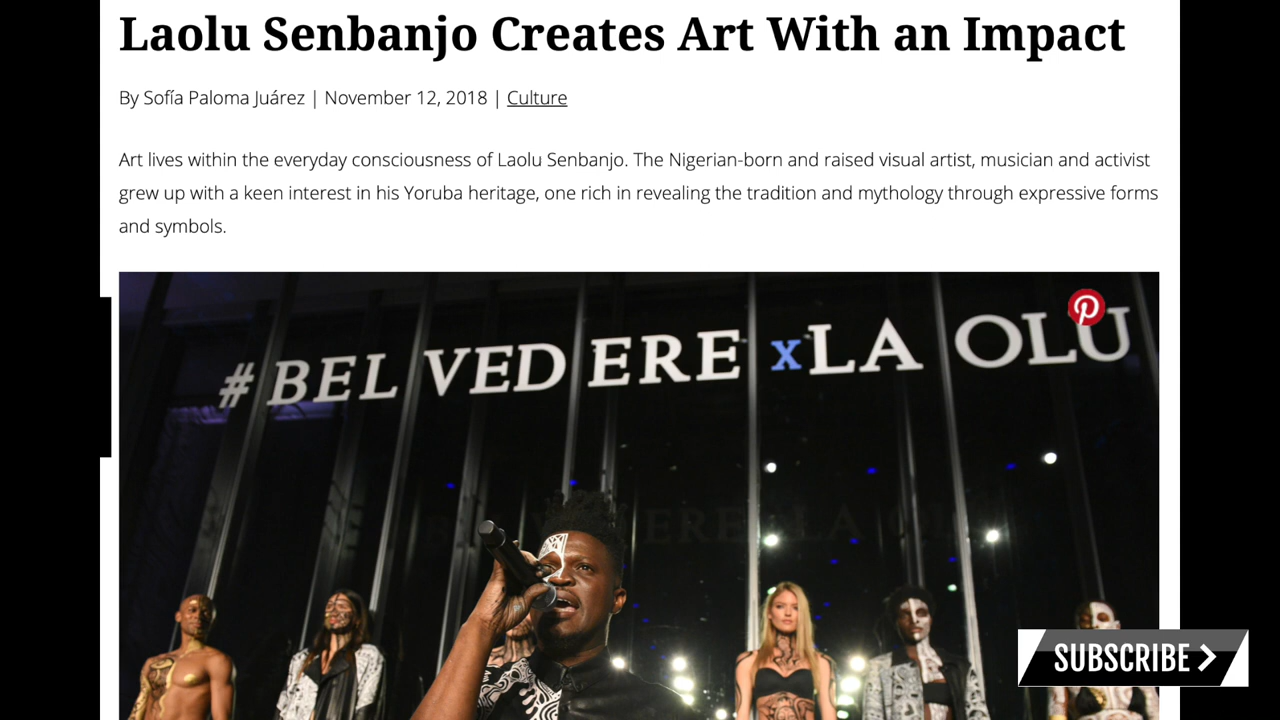 Laolu Senbanjo Creates Art With an Impact
By Sofía Paloma Juárez | November 12, 2018 | Culture
Art lives within the everyday consciousness of Laolu Senbanjo. The Nigerian-born and raised visual artist, musician and activist
grew up with a keen interest in his Yoruba heritage, one rich in revealing the tradition and mythology through expressive forms
and symbols.
#BELVEDERE xLAOLU
SUBSCRIBE